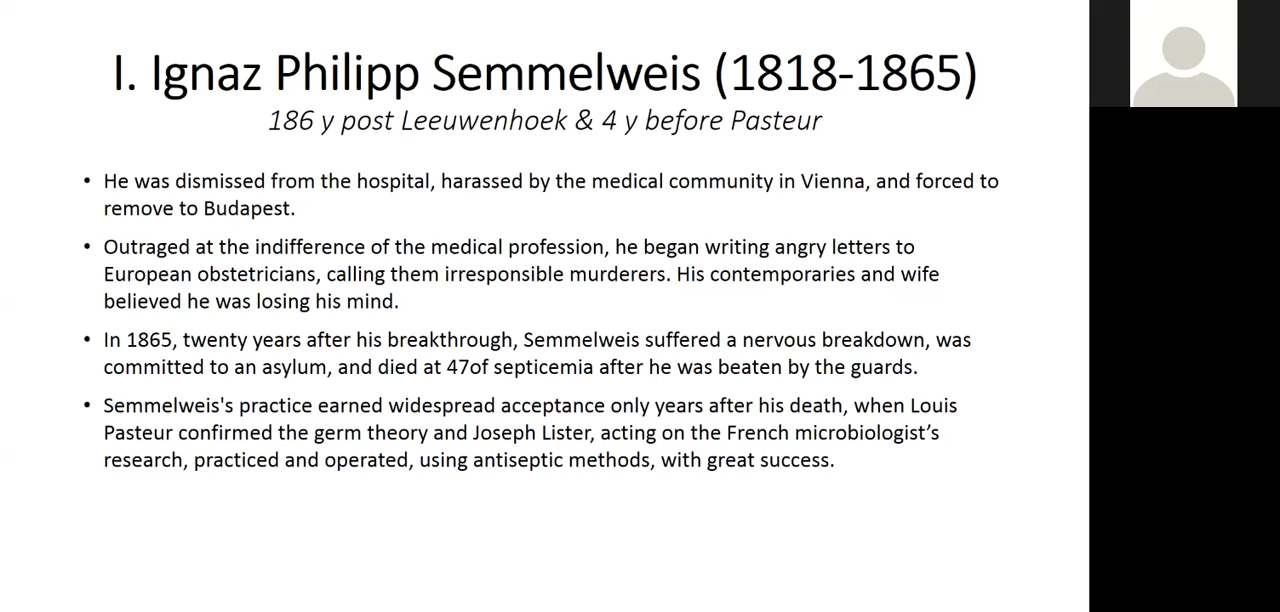 I. Ignaz Philipp Semmelweis (1818-1865)
186 y post Leeuwenhoek & 4 y before Pasteur
• He was dismissed from the hospital, harassed by the medical community in Vienna, and forced to
remove to Budapest.
• Outraged at the indifference of the medical profession, he began writing angry letters to
European obstetricians, calling them irresponsible murderers. His contemporaries and wife
believed he was losing his mind.
• In 1865, twenty years after his breakthrough, Semmelweis suffered a nervous breakdown, was
committed to an asylum, and died at 47of septicemia after he was beaten by the guards.
• Semmelweis's practice earned widespread acceptance only years after his death, when Louis
Pasteur confirmed the germ theory and Joseph Lister, acting on the French microbiologist’s
research, practiced and operated, using antiseptic methods, with great success.